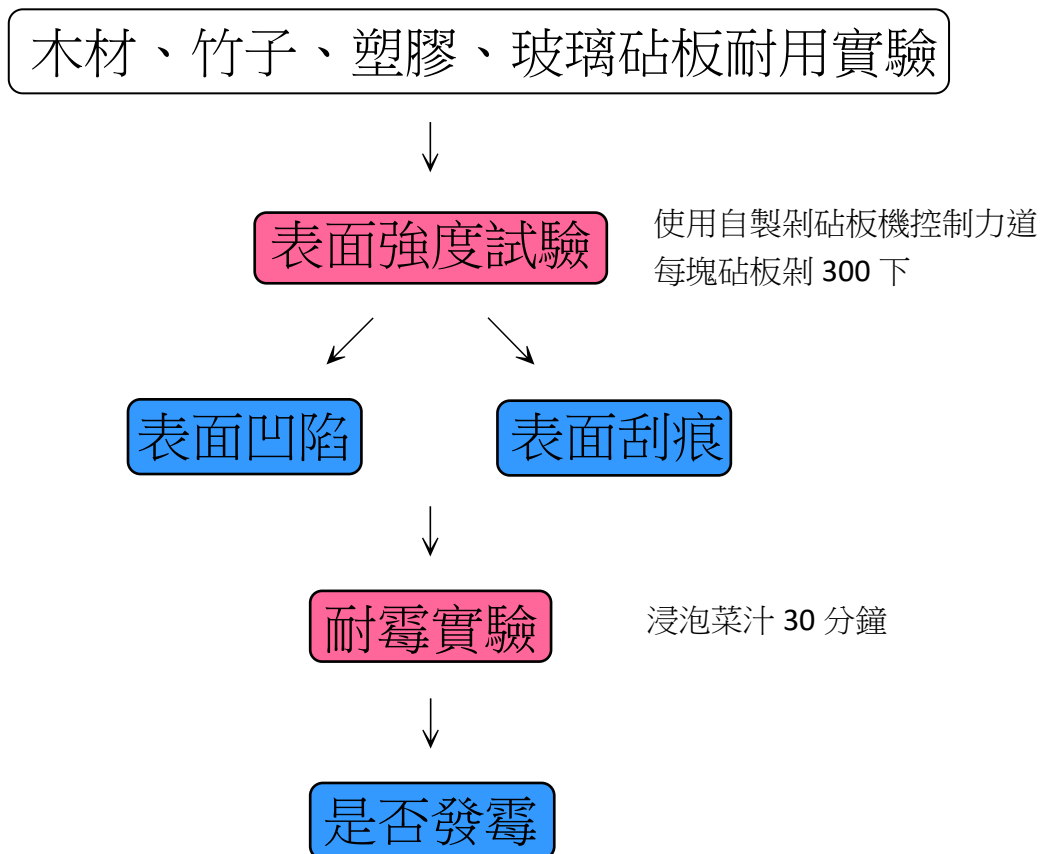 木材、竹子、塑膠、玻璃砧板耐用實驗
表面強度試驗
使用自製剁砧板機控制力道
每塊砧板剁 300 下
表面凹陷
表面刮痕
耐霉實驗
浸泡菜汁 30 分鐘
是否發霉